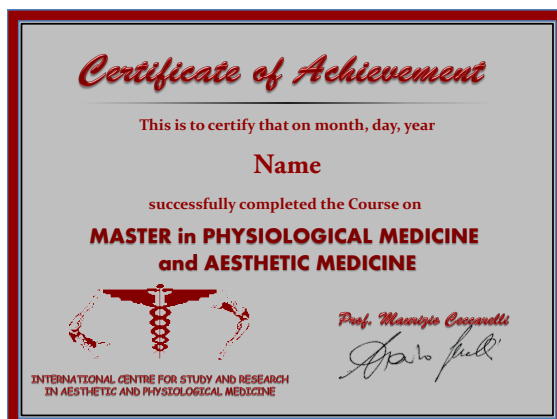 Certificate of Achievement
This is to certify that on month, day, year
Name
successfully completed the Course on
MASTER in PHYSIOLOGICAL MEDICINE
and AESTHETIC MEDICINE
Prof. Maurizio Ceccarelli
INTERNATIONAL CENTRE FOR STUDY AND RESEARCH
IN AESTHETIC AND PHYSIOLOGICAL MEDICINE